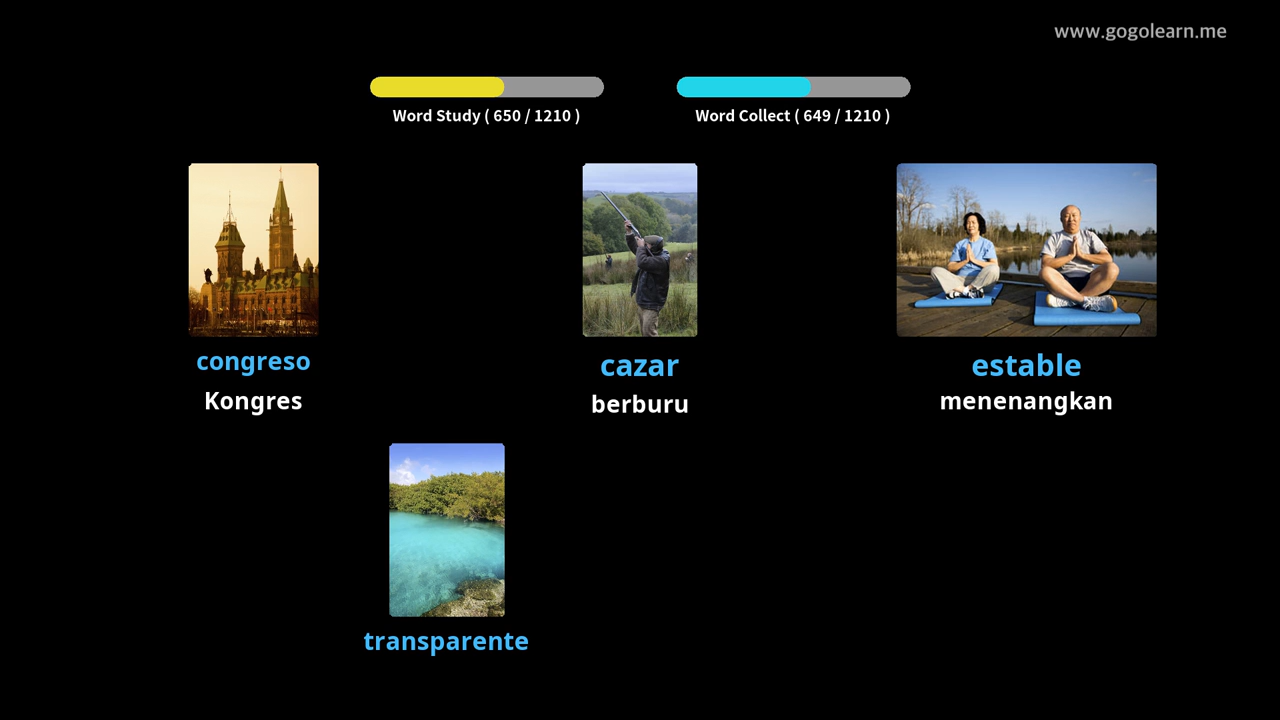 www.gogolearn.me
Word Study ( 650 / 1210 )
Word Collect ( 649 / 1210 )
congreso
Kongres
cazar
berburu
estable
menenangkan
transparente